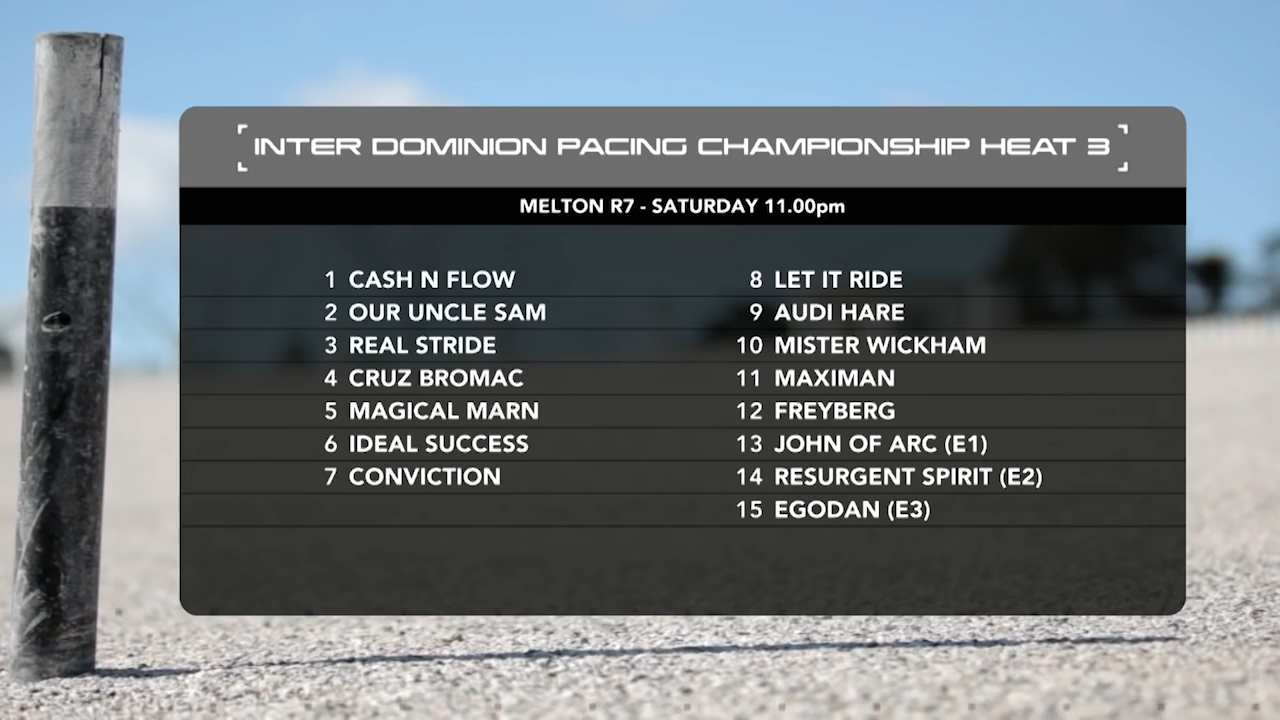 INTER DOMINION PACING CHAMPIONSHIP HEAT 3
MELTON R7 - SATURDAY 11.00pm
1 CASH N FLOW
2 OUR UNCLE SAM
3 REAL STRIDE
4 CRUZ BROMAC
5 MAGICAL MARN
6 IDEAL SUCCESS
7 CONVICTION
8 LET IT RIDE
9 AUDI HARE
10 MISTER WICKHAM
11 MAXIMAN
12 FREYBERG
13 JOHN OF ARC (E1)
14 RESURGENT SPIRIT (E2)
15 EGODAN (E3)